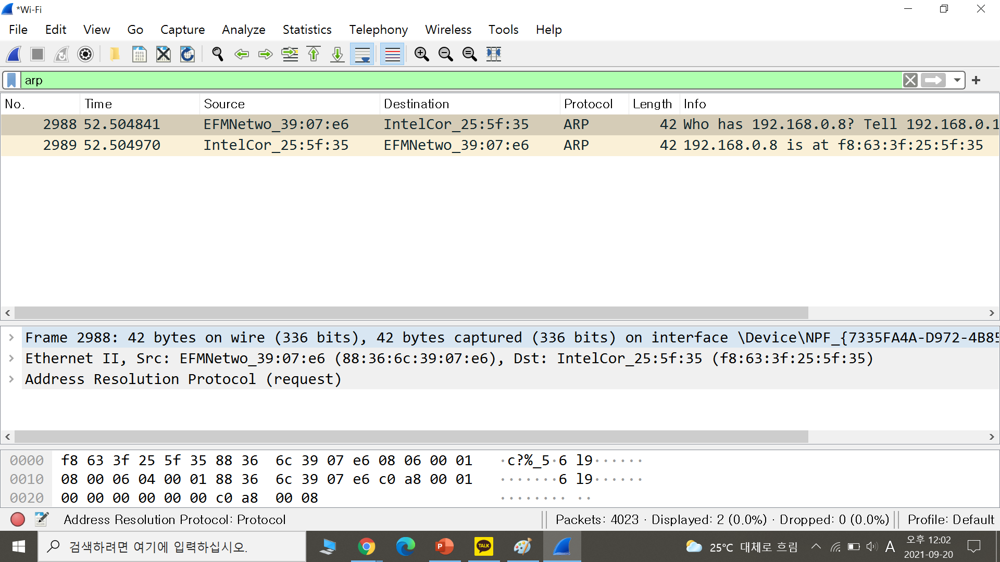 *Wi-Fi
File Edit View Go Capture Analyze Statistics Telephony Wireless Tools Help
arp
No. Time Source Destination Protocol Length Info
2988 52.504841 EFMNetwo_39:07:e6 IntelCor_25:5f:35 ARP 42 Who has 192.168.0.8? Tell 192.168.0.1
2989 52.504970 IntelCor_25:5f:35 EFMNetwo_39:07:e6 ARP 42 192.168.0.8 is at f8:63:3f:25:5f:35
Frame 2988: 42 bytes on wire (336 bits), 42 bytes captured (336 bits) on interface \Device\NPF_{7335FA4A-D972-4B85
Ethernet II, Src: EFMNetwo_39:07:e6 (88:36:6c:39:07:e6), Dst: IntelCor_25:5f:35 (f8:63:3f:25:5f:35)
Address Resolution Protocol (request)
0000 f8 63 3f 25 5f 35 88 36 6c 39 07 e6 08 06 00 01 ·c?%_5·6 l9······
0010 08 00 06 04 00 01 88 36 6c 39 07 e6 c0 a8 00 01 ·······6 l9······
0020 00 00 00 00 00 00 c0 a8 00 08 ········ ··
Address Resolution Protocol: Protocol
Packets: 4023 · Displayed: 2 (0.0%) · Dropped: 0 (0.0%)
Profile: Default
검색하려면 여기에 입력하십시오.
TALK
25°C 대체로 흐림
A
오후 12:02
2021-09-20